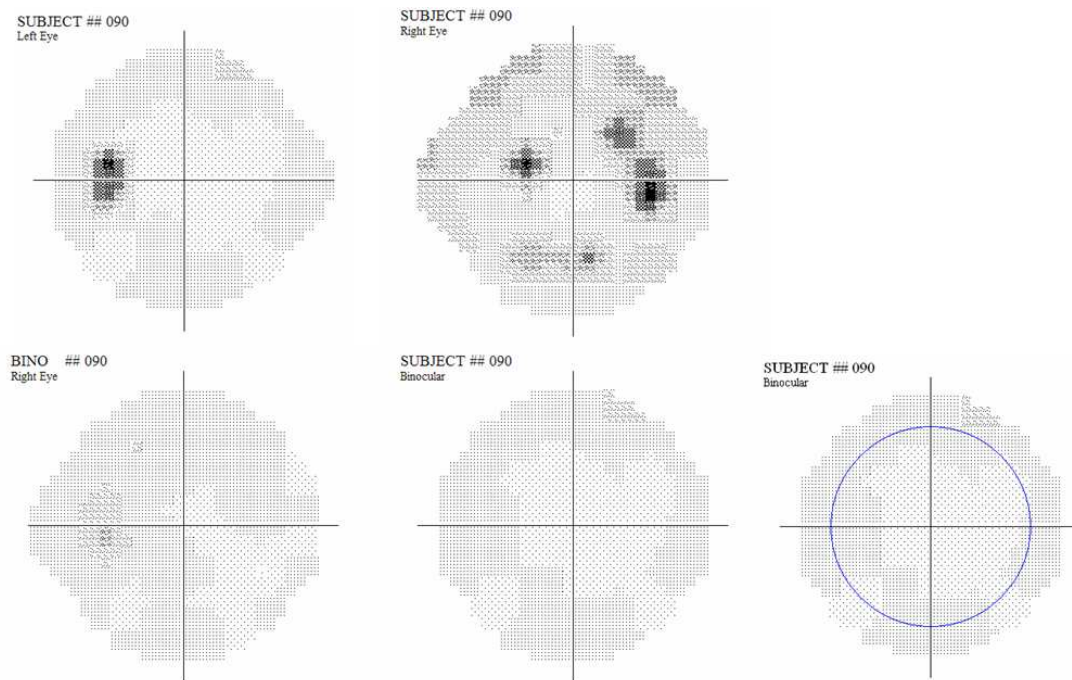 SUBJECT ## 090
Left Eye
SUBJECT ## 090
Right Eye
BINO ## 090
Right Eye
SUBJECT ## 090
Binocular
SUBJECT ## 090
Binocular